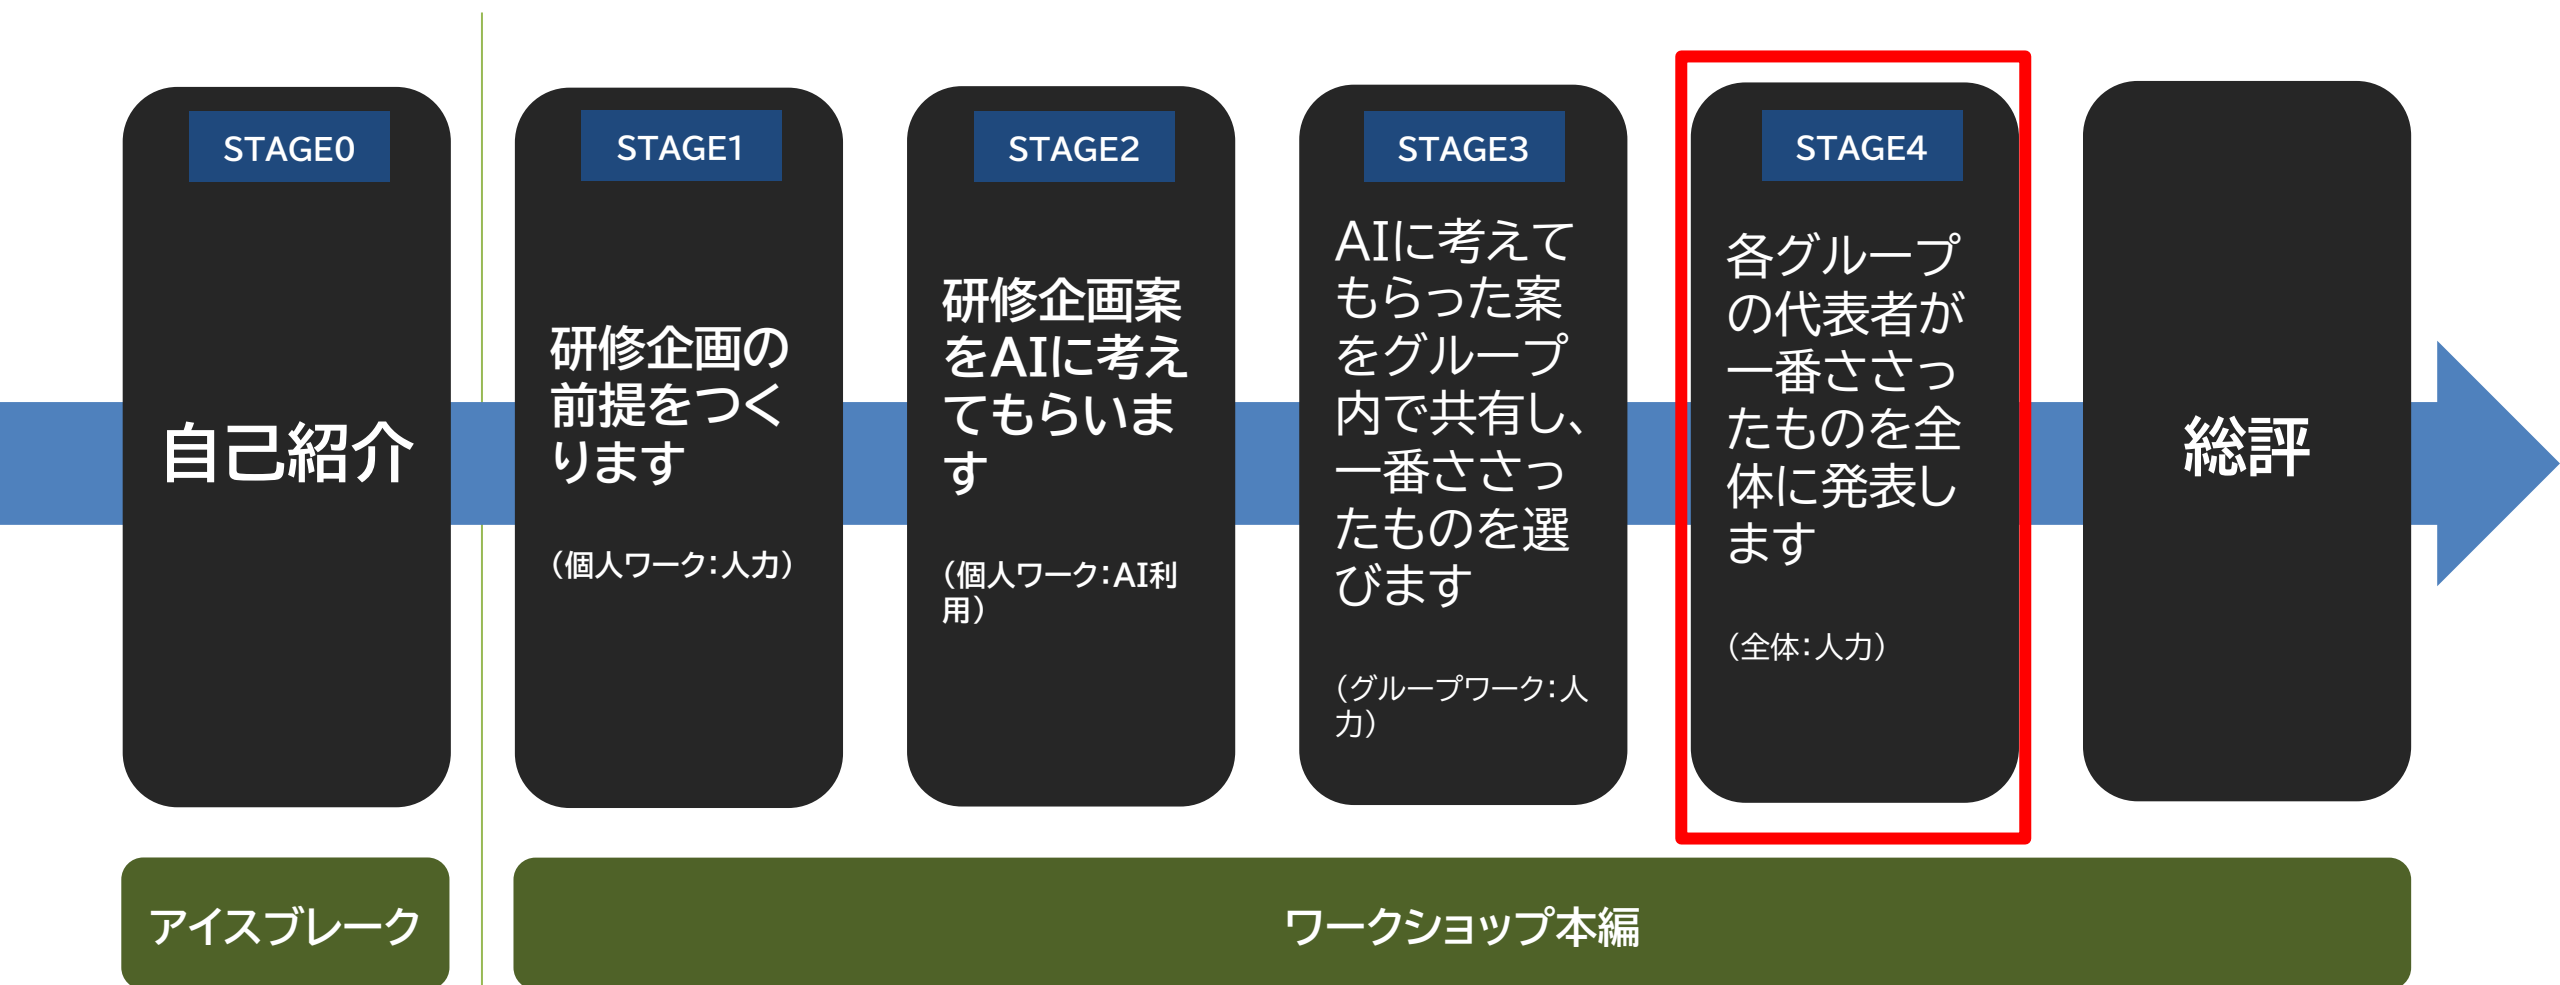 STAGE0
自己紹介
STAGE1
研修企画の
前提をつく
ります
（個人ワーク：人力）
STAGE2
研修企画案
をAIに考え
てもらいま
す
（個人ワーク：AI利
用）
STAGE3
AIに考えて
もらった案
をグループ
内で共有し、
一番ささっ
たものを選
びます
（グループワーク：人
力）
STAGE4
各グループ
の代表者が
一番ささっ
たものを全
体に発表し
ます
（全体：人力）
総評
アイスブレーク
ワークショップ本編